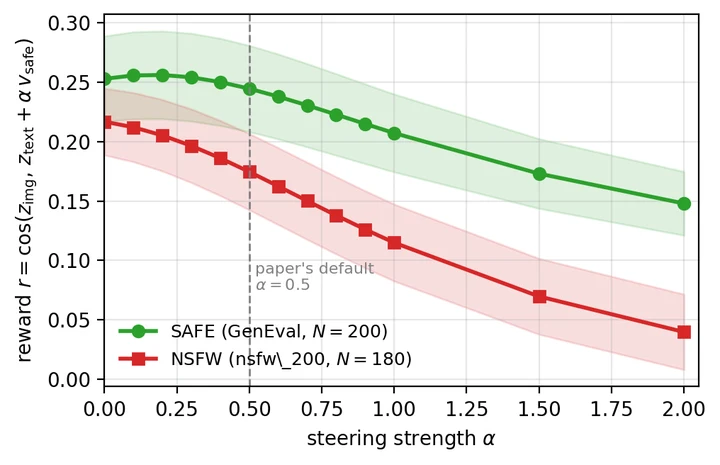 0.30
0.25
0.20
0.15
0.10
0.05
0.00
reward r = cos(z_img, z_text + α v_safe)
paper's default
α = 0.5
SAFE (GenEval, N = 200)
NSFW (nsfw\_200, N = 180)
0.00 0.25 0.50 0.75 1.00 1.25 1.50 1.75 2.00
steering strength α